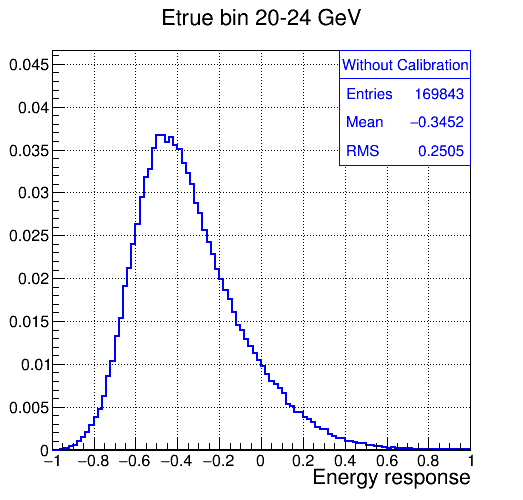 Etrue bin 20-24 GeV
Without Calibration
Entries 169843
Mean −0.3452
RMS 0.2505
0.045
0.04
0.035
0.03
0.025
0.02
0.015
0.01
0.005
0
−1 −0.8 −0.6 −0.4 −0.2 0 0.2 0.4 0.6 0.8 1
Energy response